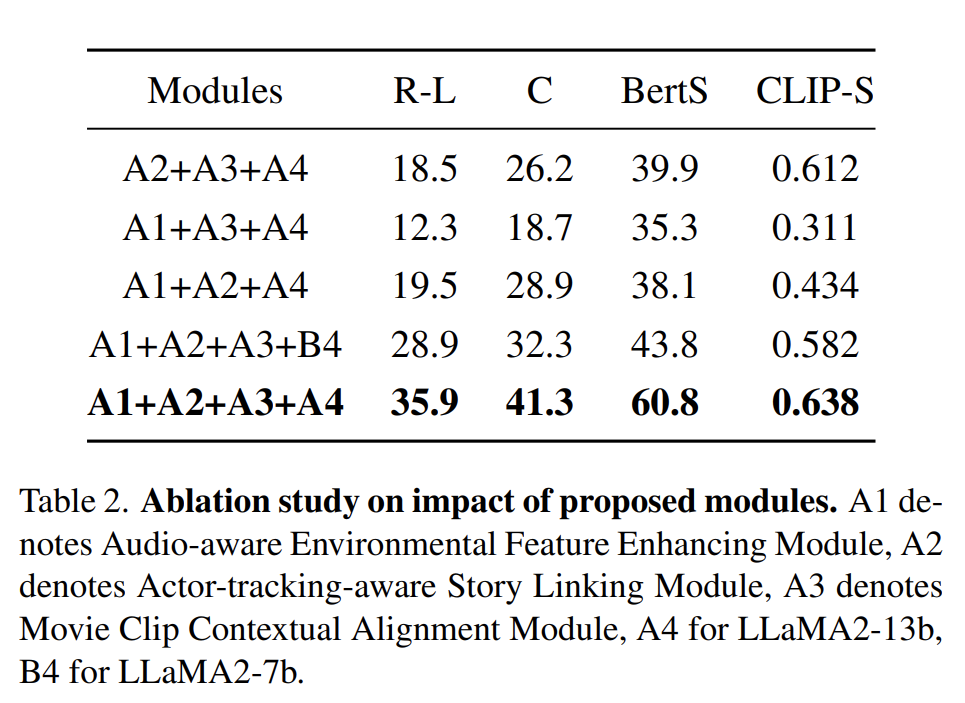 Modules R-L C BertS CLIP-S
A2+A3+A4 18.5 26.2 39.9 0.612
A1+A3+A4 12.3 18.7 35.3 0.311
A1+A2+A4 19.5 28.9 38.1 0.434
A1+A2+A3+B4 28.9 32.3 43.8 0.582
A1+A2+A3+A4 35.9 41.3 60.8 0.638
Table 2. Ablation study on impact of proposed modules. A1 de-
notes Audio-aware Environmental Feature Enhancing Module, A2
denotes Actor-tracking-aware Story Linking Module, A3 denotes
Movie Clip Contextual Alignment Module, A4 for LLaMA2-13b,
B4 for LLaMA2-7b.